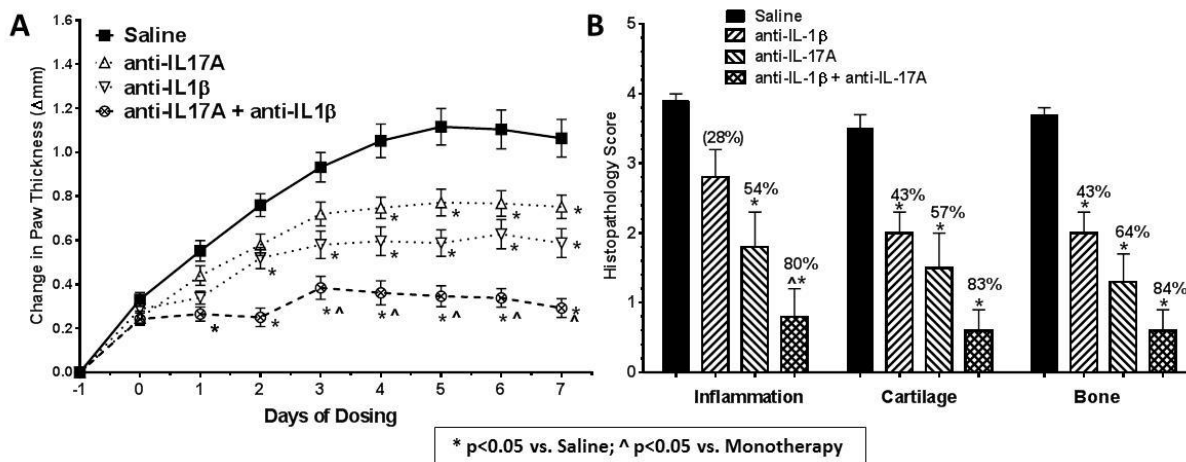 A
Change in Paw Thickness (Δmm)
1.6
1.4
1.2
1.0
0.8
0.6
0.4
0.2
0.0
Saline
anti-IL17A
anti-IL1β
anti-IL17A + anti-IL1β
* * * * *
* * * * * *
* * * ^ * ^ * ^ * ^ * ^
-1 0 1 2 3 4 5 6 7
Days of Dosing
B
Histopathology Score
5
4
3
2
1
0
Saline
anti-IL-1β
anti-IL-17A
anti-IL-1β + anti-IL-17A
(28%)
54%
*
80%
^*
43%
*
57%
*
83%
*
43%
*
64%
*
84%
*
Inflammation Cartilage Bone
* p<0.05 vs. Saline; ^ p<0.05 vs. Monotherapy